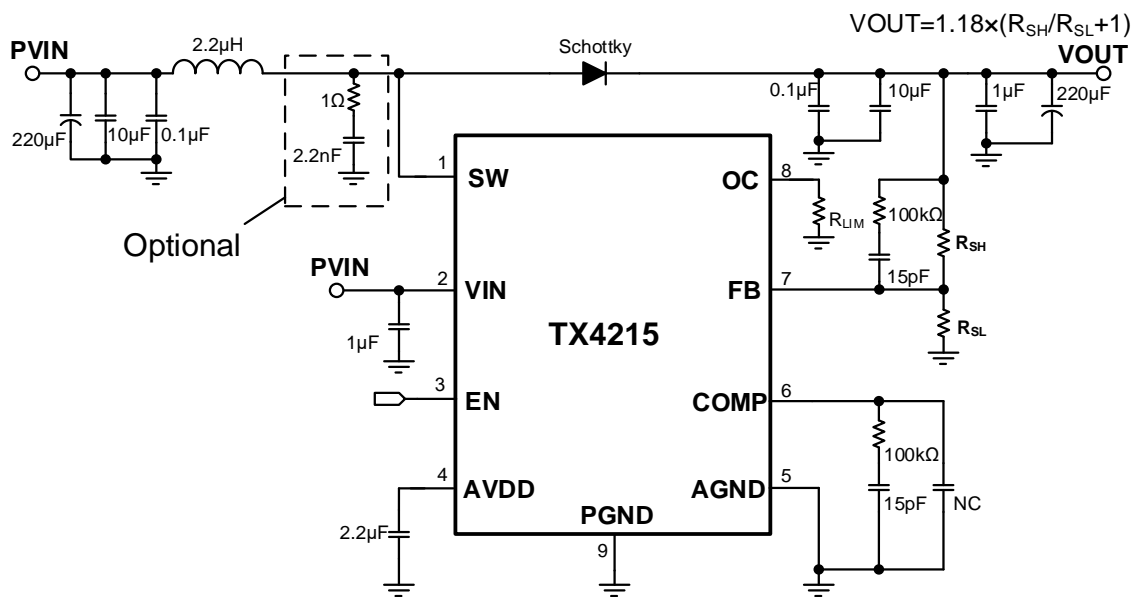 VOUT=1.18×(RSH/RSL+1)
PVIN
2.2μH
Schottky
VOUT
220μF
10μF
0.1μF
1Ω
2.2nF
Optional
0.1μF
10μF
1μF
220μF
1
SW
OC
8
RLIM
100kΩ
15pF
RSH
RSL
PVIN
2
VIN
1μF
FB
7
TX4215
3
EN
COMP
6
100kΩ
15pF
NC
4
AVDD
2.2μF
AGND
5
PGND
9